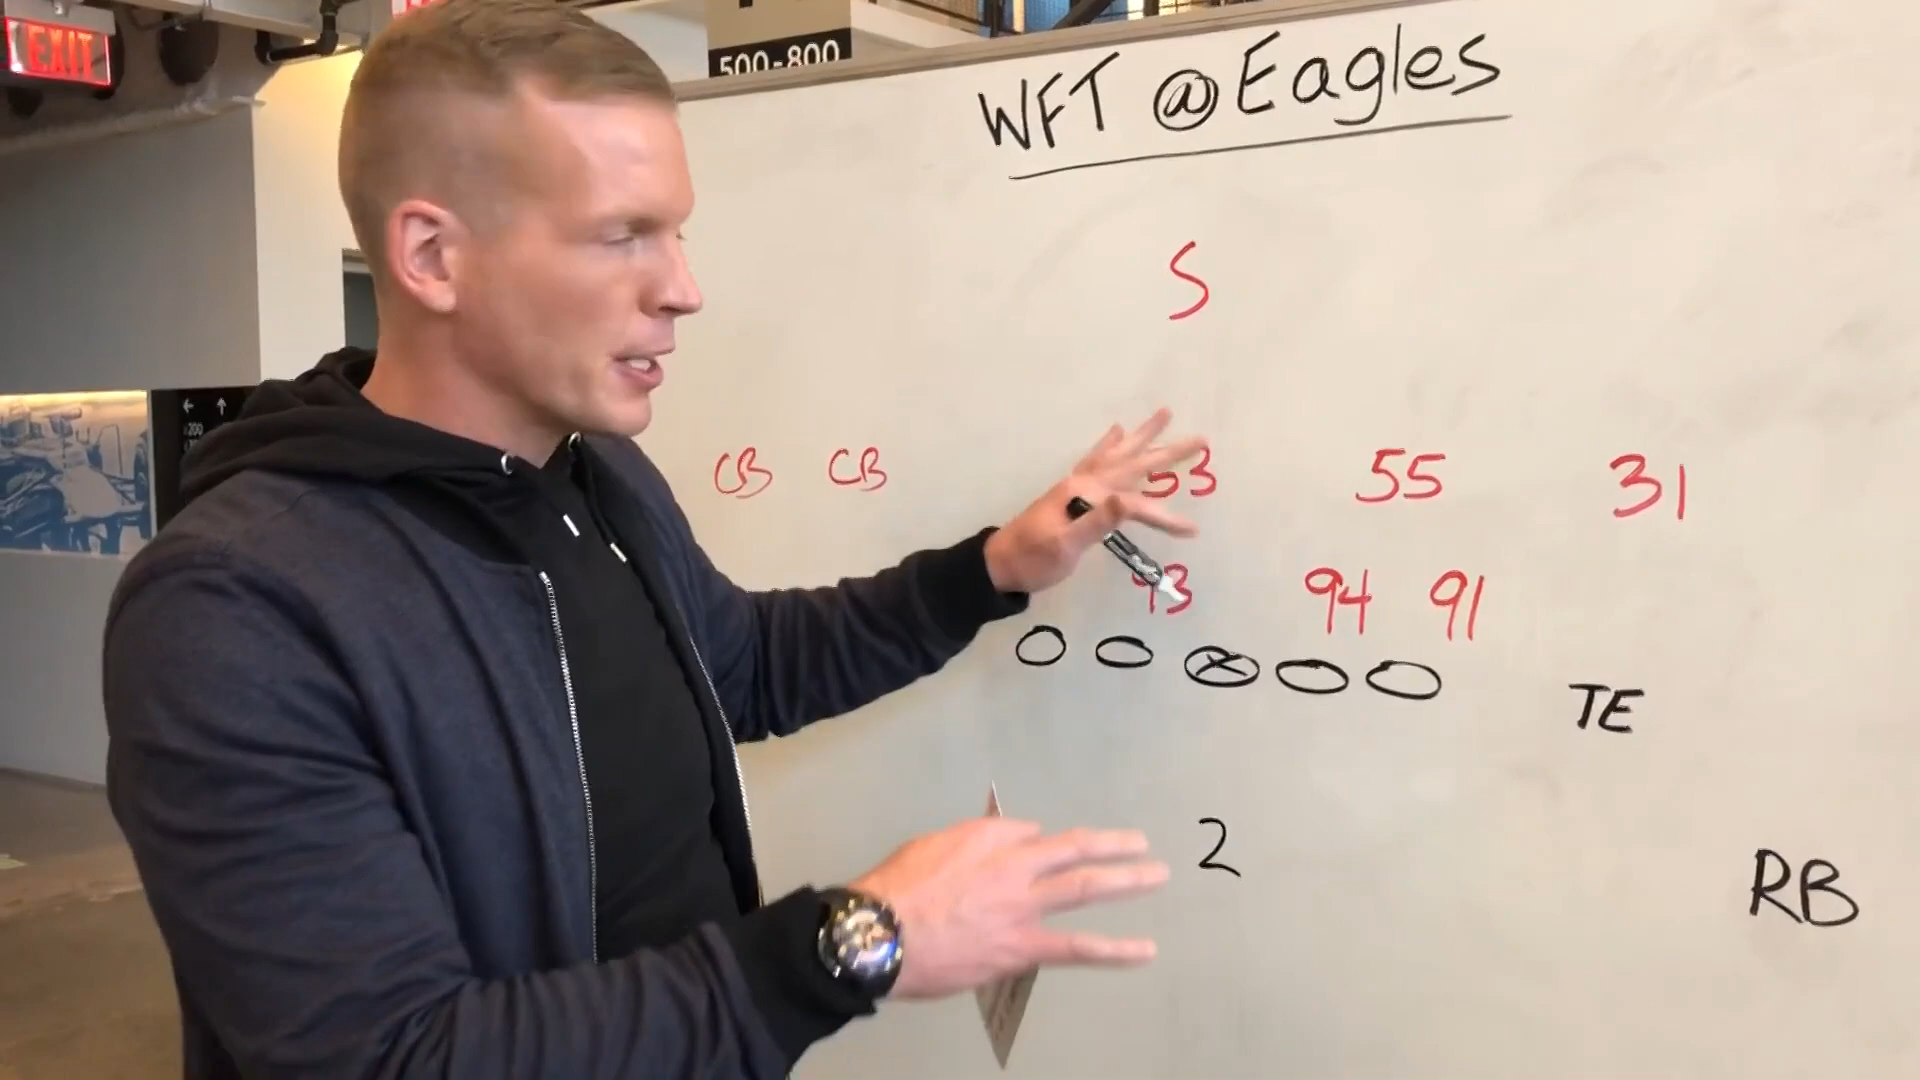 EXIT
500-800
WFT @ Eagles
S
CB CB 53 55 31
93 94 91
TE
2
RB